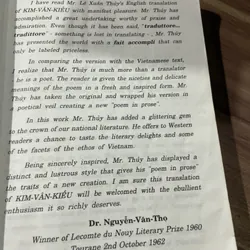 I have read Mr. Lê Xuân Thủy's English translation
of KIM-VÂN-KIỀU with manifest pleasure. Mr. Thủy has
accomplished a great undertaking worthy of praise and
admiration. Even though it has been said, "traduttore...
traditore" - something is lost in translating -, Mr. Thủy
has presented the world with a fait accompli that can
only be labeled priceless.
In comparing the version with the Vietnamese text,
I realize that Mr. Thủy is much more than a translator
he is a poet. The reader is given the niceties and delicate
meanings of the poem in a fresh and inspired form. Mr.
Thủy has taken the original and wrapped his version in
a poetical veil creating a new "poem in prose".
In this work Mr. Thủy has added a glittering gem
to the crown of our national literature. He offers to Western
readers a chance to taste the literary delights and some
of the facets of the ethics of Vietnam.
Being sincerely inspired, Mr. Thủy has displayed a
distinct and lustrous style that gives his "poem in prose"
the traits of a new creation. I am sure this translation
of KIM-VÂN-KIỀU will be welcomed with the ebullient
enthusiasm it so richly deserves.
Dr. Nguyễn-Văn-Thọ
Winner of Lecomte du Nouy Literary Prize 1960
Tourane 2nd October 1962